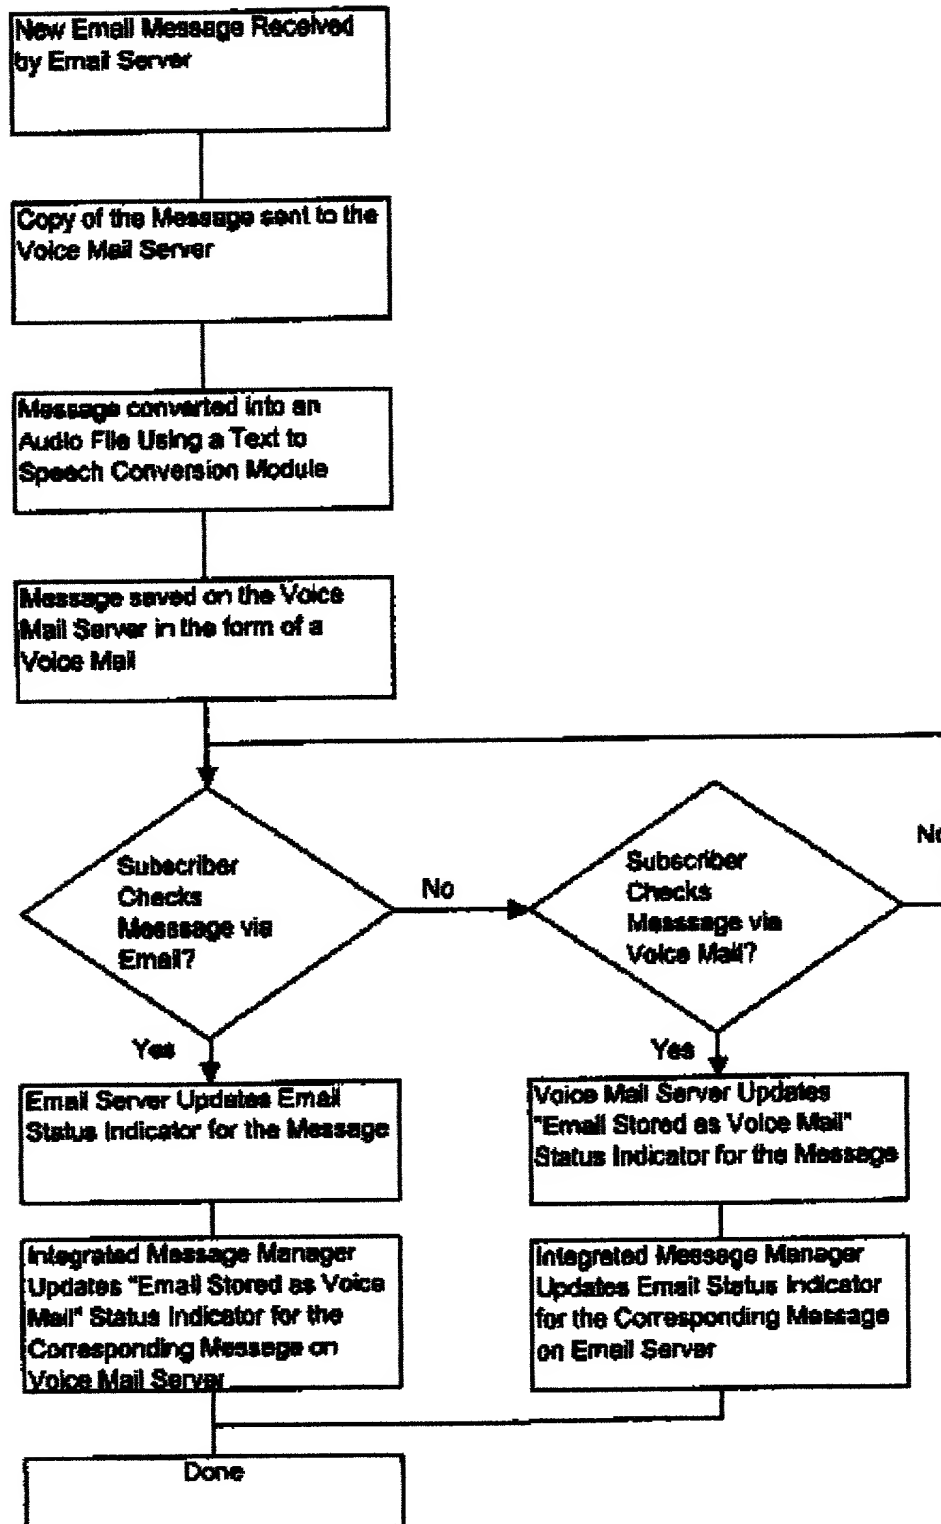 New Email Message Received
by Email Server
Copy of the Message sent to the
Voice Mail Server
Message converted into an
Audio File Using a Text to
Speech Conversion Module
Message saved on the Voice
Mail Server in the form of a
Voice Mail
Subscriber
Checks
Messsage via
Email?
No
Subscriber
Checks
Messsage via
Voice Mail?
No
Yes
Yes
Email Server Updates Email
Status Indicator for the Message
Voice Mail Server Updates
"Email Stored as Voice Mail"
Status Indicator for the Message
Integrated Message Manager
Updates "Email Stored as Voice
Mail" Status Indicator for the
Corresponding Message on
Voice Mail Server
Integrated Message Manager
Updates Email Status Indicator
for the Corresponding Message
on Email Server
Done